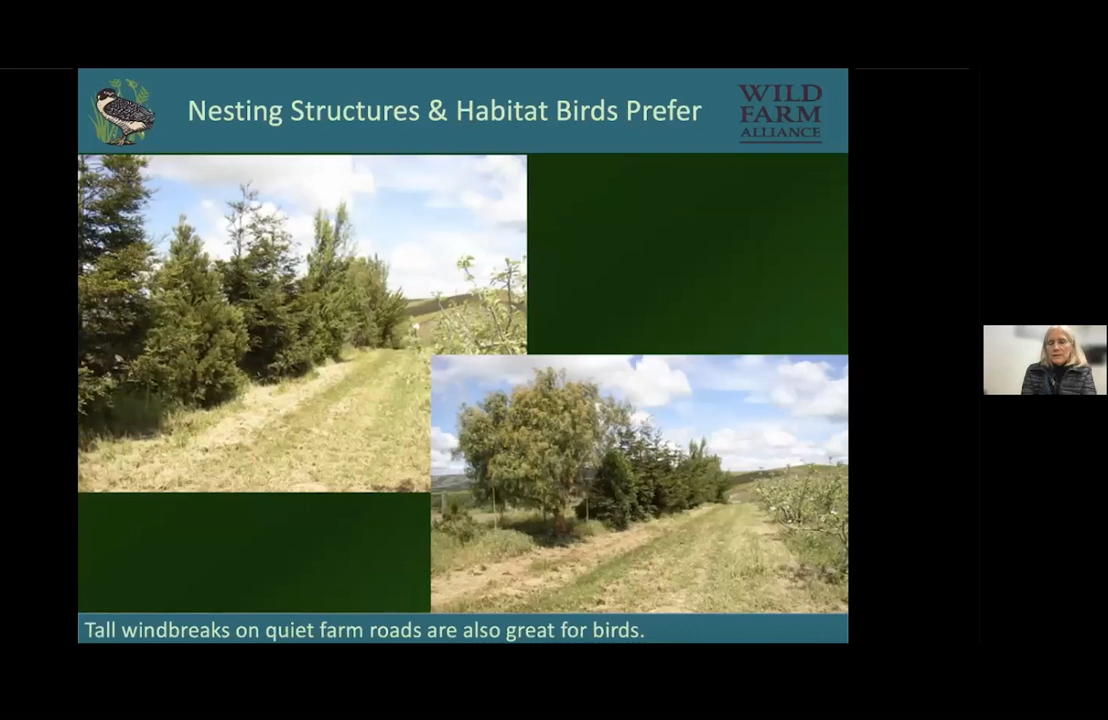 Nesting Structures & Habitat Birds Prefer
WILD
FARM
ALLIANCE
Tall windbreaks on quiet farm roads are also great for birds.